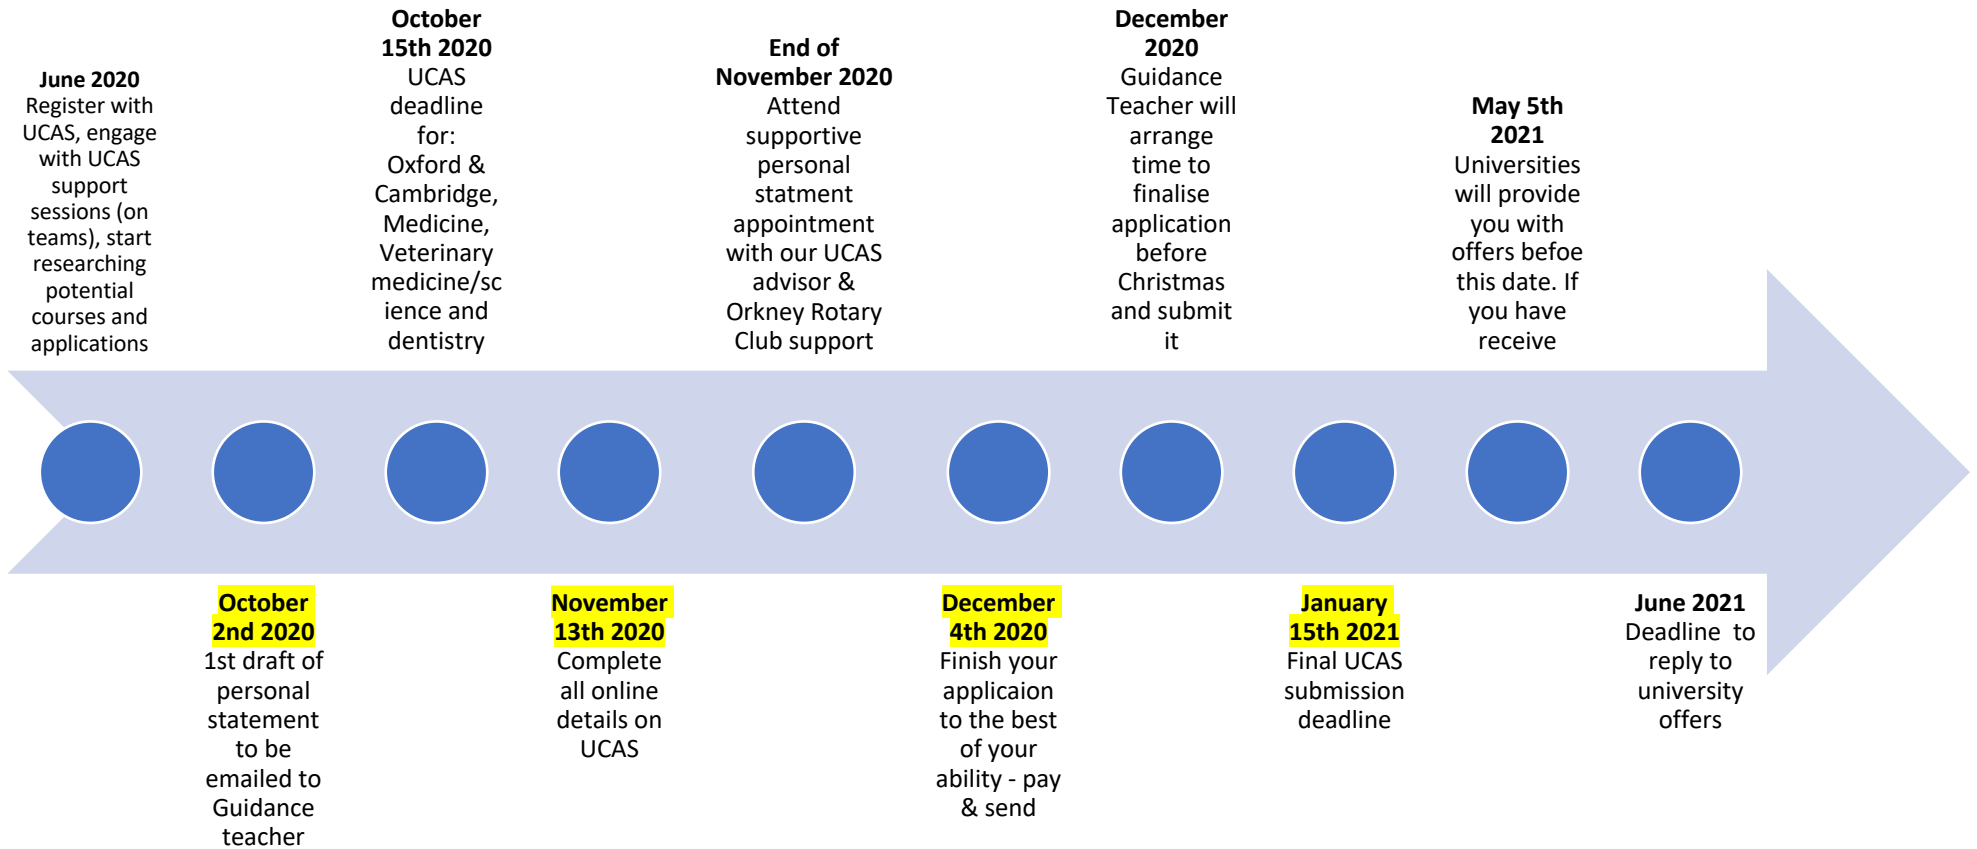 June 2020
Register with
UCAS, engage
with UCAS
support
sessions (on
teams), start
researching
potential
courses and
applications
October
2nd 2020
1st draft of
personal
statement
to be
emailed to
Guidance
teacher
October
15th 2020
UCAS
deadline
for:
Oxford &
Cambridge,
Medicine,
Veterinary
medicine/sc
ience and
dentistry
November
13th 2020
Complete
all online
details on
UCAS
End of
November 2020
Attend
supportive
personal
statment
appointment
with our UCAS
advisor &
Orkney Rotary
Club support
December
4th 2020
Finish your
applicaion
to the best
of your
ability - pay
& send
December
2020
Guidance
Teacher will
arrange
time to
finalise
application
before
Christmas
and submit
it
January
15th 2021
Final UCAS
submission
deadline
May 5th
2021
Universities
will provide
you with
offers befoe
this date. If
you have
receive
June 2021
Deadline  to
reply to
university
offers